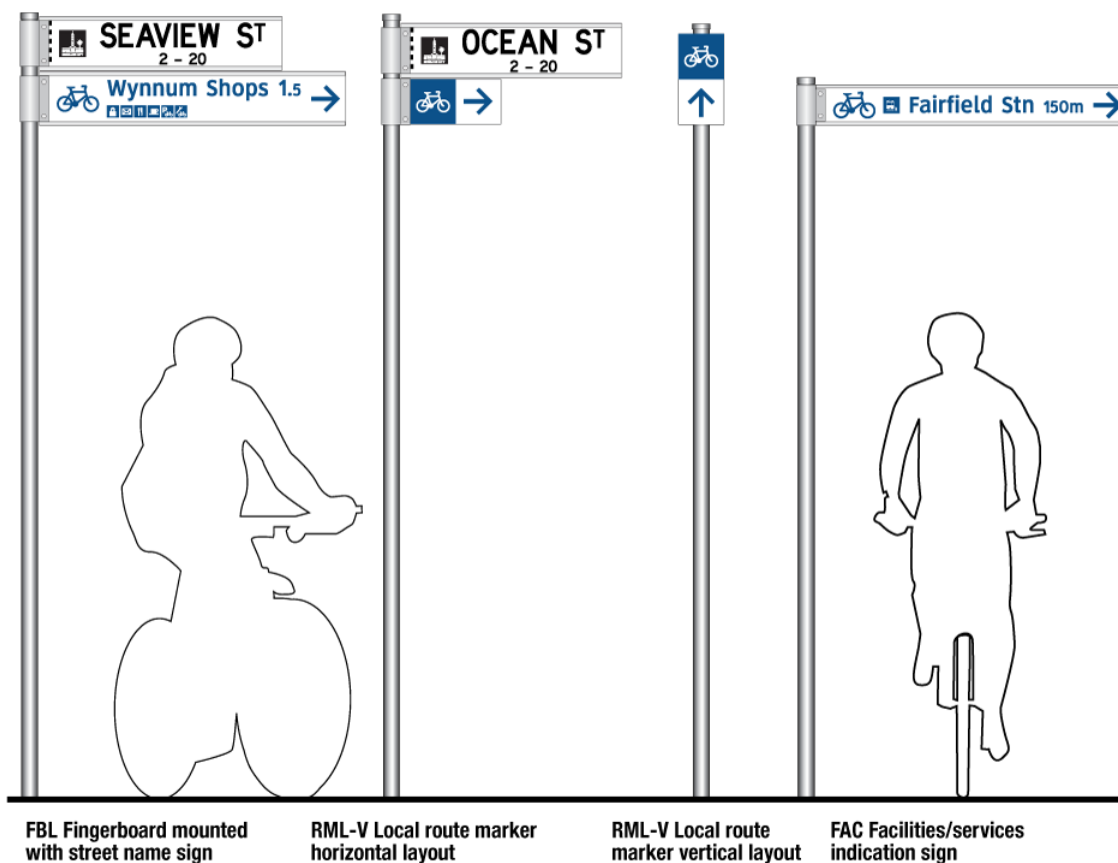 SEAVIEW ST
2 – 20
Wynnum Shops 1.5
OCEAN ST
2 – 20
Fairfield Stn 150m
FBL Fingerboard mounted
with street name sign
RML-V Local route marker
horizontal layout
RML-V Local route
marker vertical layout
FAC Facilities/services
indication sign